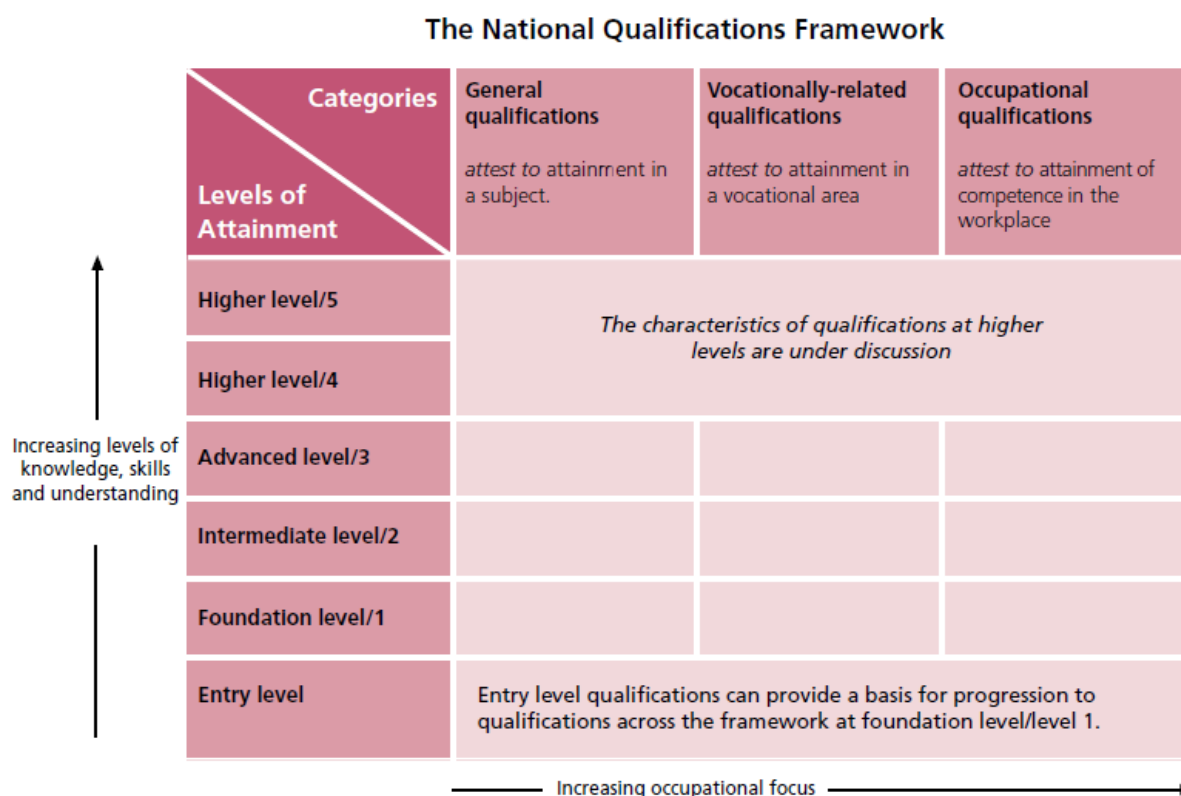 The National Qualifications Framework
Categories
Levels of
Attainment
General
qualifications
attest to attainment in
a subject.
Vocationally-related
qualifications
attest to attainment in
a vocational area
Occupational
qualifications
attest to attainment of
competence in the
workplace
Higher level/5
Higher level/4
The characteristics of qualifications at higher
levels are under discussion
Increasing levels of
knowledge, skills
and understanding
Advanced level/3
Intermediate level/2
Foundation level/1
Entry level
Entry level qualifications can provide a basis for progression to
qualifications across the framework at foundation level/level 1.
Increasing occupational focus